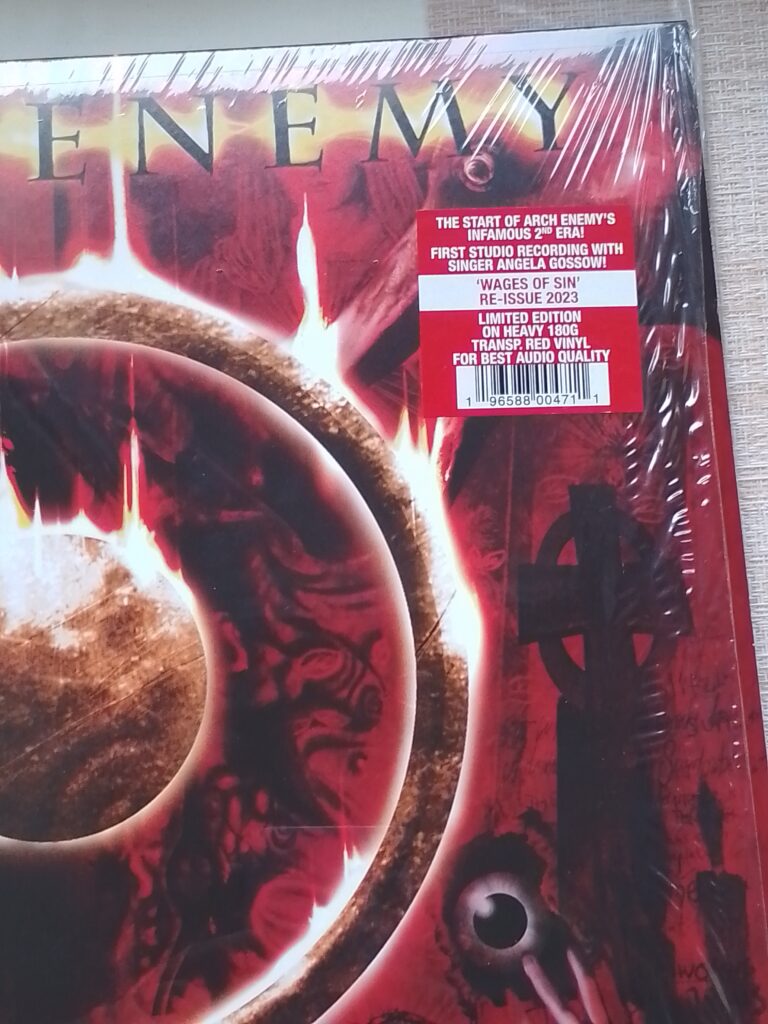 ENEMY
THE START OF ARCH ENEMY'S
INFAMOUS 2ND ERA!
FIRST STUDIO RECORDING WITH
SINGER ANGELA GOSSOW!
'WAGES OF SIN'
RE-ISSUE 2023
LIMITED EDITION
ON HEAVY 180G
TRANSP. RED VINYL
FOR BEST AUDIO QUALITY
1 96588 00471 1